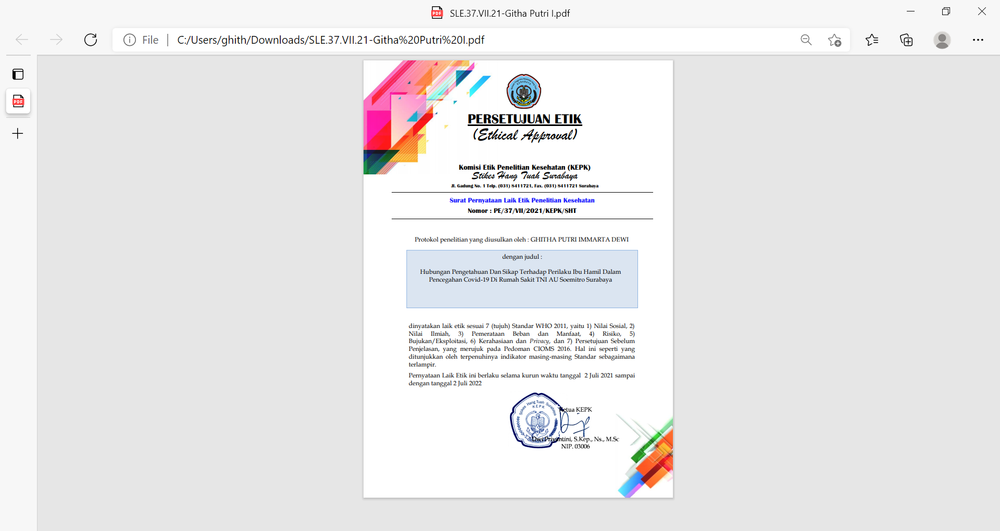 SLE.37.VII.21-Githa Putri I.pdf
File
C:/Users/ghith/Downloads/SLE.37.VII.21-Githa%20Putri%20I.pdf
PERSETUJUAN ETIK
(Ethical Approval)
Komisi Etik Penelitian Kesehatan (KEPK)
Stikes Hang Tuah Surabaya
Jl. Gadung No. 1 Telp. (031) 8411721, Fax. (031) 8411721 Surabaya
Surat Pernyataan Laik Etik Penelitian Kesehatan
Nomor : PE/37/VII/2021/KEPK/SHT
Protokol penelitian yang diusulkan oleh : GHITHA PUTRI IMMARTA DEWI
dengan judul :
Hubungan Pengetahuan Dan Sikap Terhadap Perilaku Ibu Hamil Dalam
Pencegahan Covid-19 Di Rumah Sakit TNI AU Soemitro Surabaya
dinyatakan laik etik sesuai 7 (tujuh) Standar WHO 2011, yaitu 1) Nilai Sosial, 2)
Nilai Ilmiah, 3) Pemerataan Beban dan Manfaat, 4) Risiko, 5)
Bujukan/Eksploitasi, 6) Kerahasiaan dan Privacy, dan 7) Persetujuan Sebelum
Penjelasan, yang merujuk pada Pedoman CIOMS 2016. Hal ini seperti yang
ditunjukkan oleh terpenuhinya indikator masing-masing Standar sebagaimana
terlampir.
Pernyataan Laik Etik ini berlaku selama kurun waktu tanggal 2 Juli 2021 sampai
dengan tanggal 2 Juli 2022
Stikes Hang Tuah Surabaya
KEPK
Ketua KEPK
Dwi Priyantini, S.Kep., Ns., M.Sc
NIP. 03006